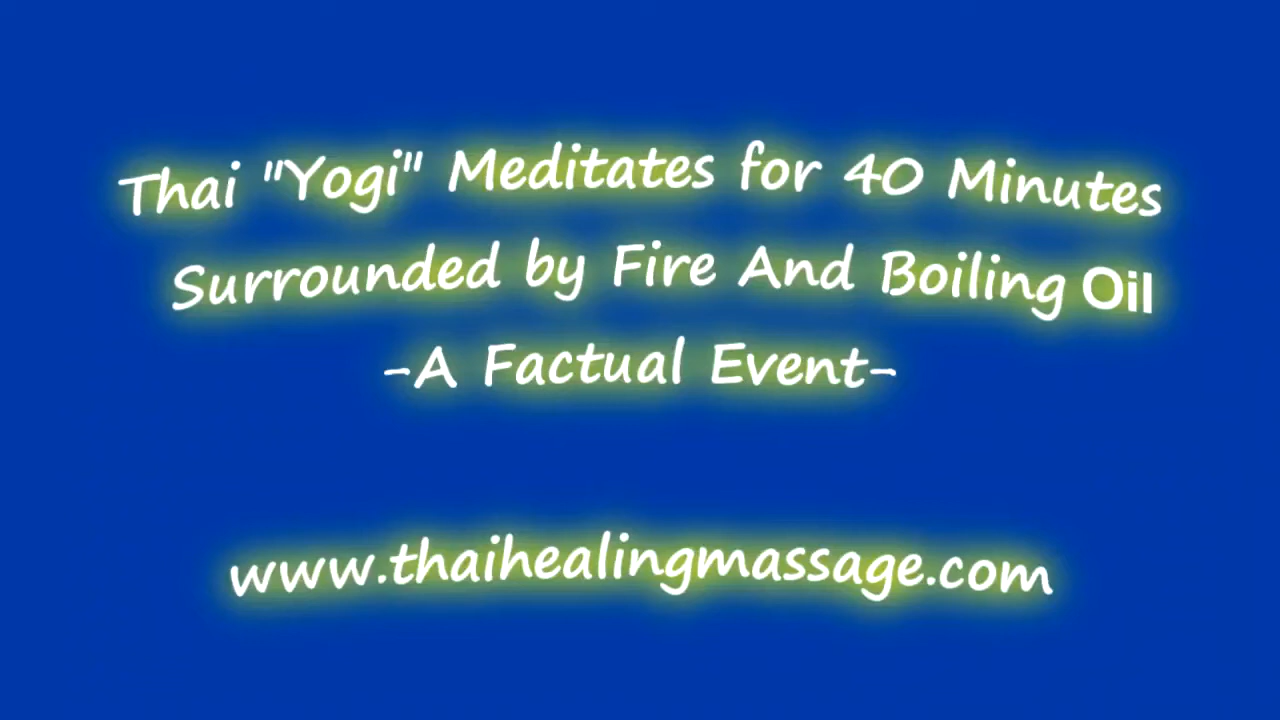 Thai "Yogi" Meditates for 40 Minutes
Surrounded by Fire And Boiling Oil
-A Factual Event-
www.thaihealingmassage.com